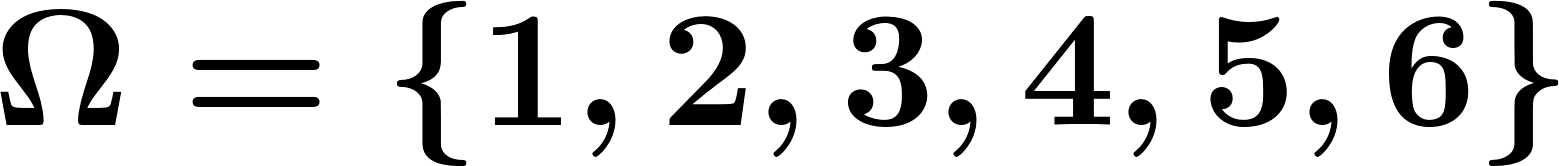 Ω = {1, 2, 3, 4, 5, 6}